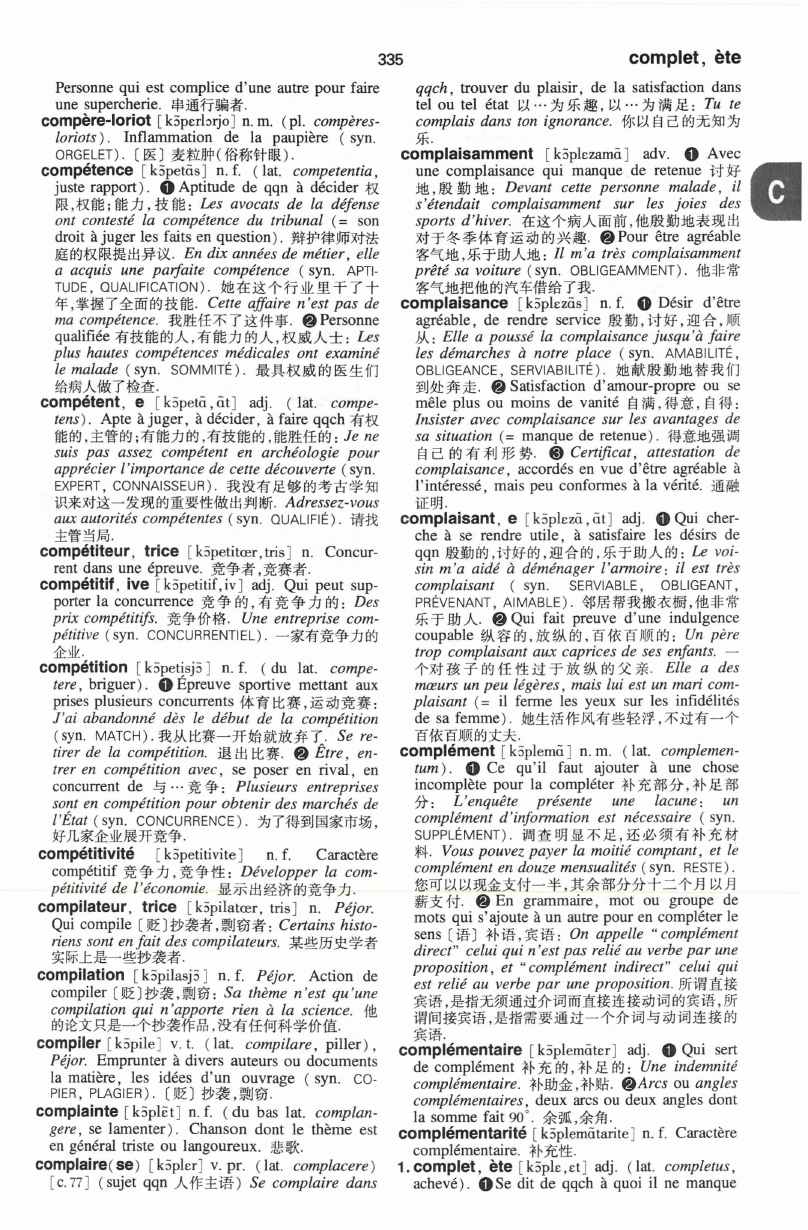 335
complet, ète
Personne qui est complice d'une autre pour faire
une supercherie. 串通行骗者.
compère-loriot [kɔ̃pɛrlɔrjo] n. m. (pl. compères-
loriots). Inflammation de la paupière (syn.
ORGELET).〔医〕麦粒肿(俗称针眼).
compétence [kɔ̃petɑ̃s] n. f. (lat. competentia,
juste rapport). ❶ Aptitude de qqn à décider 权
限,权能;能力,技能: Les avocats de la défense
ont contesté la compétence du tribunal (= son
droit à juger les faits en question). 辩护律师对法
庭的权限提出异议. En dix années de métier, elle
a acquis une parfaite compétence (syn. APTI-
TUDE, QUALIFICATION). 她在这个行业里干了十
年,掌握了全面的技能. Cette affaire n'est pas de
ma compétence. 我胜任不了这件事. ❷ Personne
qualifiée 有技能的人,有能力的人,权威人士: Les
plus hautes compétences médicales ont examiné
le malade (syn. SOMMITÉ). 最具权威的医生们
给病人做了检查.
compétent, e [kɔ̃petɑ̃, ɑ̃t] adj. (lat. compe-
tens). Apte à juger, à décider, à faire qqch 有权
能的,主管的;有能力的,有技能的,能胜任的: Je ne
suis pas assez compétent en archéologie pour
apprécier l'importance de cette découverte (syn.
EXPERT, CONNAISSEUR). 我没有足够的考古学知
识来对这一发现的重要性做出判断. Adressez-vous
aux autorités compétentes (syn. QUALIFIÉ). 请找
主管当局.
compétiteur, trice [kɔ̃petitœr,tris] n. Concur-
rent dans une épreuve. 竞争者,竞赛者.
compétitif, ive [kɔ̃petitif,iv] adj. Qui peut sup-
porter la concurrence 竞争的,有竞争力的: Des
prix compétitifs. 竞争价格. Une entreprise com-
pétitive (syn. CONCURRENTIEL). 一家有竞争力的
企业.
compétition [kɔ̃petisjɔ̃] n. f. (du lat. compe-
tere, briguer). ❶ Épreuve sportive mettant aux
prises plusieurs concurrents 体育比赛,运动竞赛:
J'ai abandonné dès le début de la compétition
(syn. MATCH). 我从比赛一开始就放弃了. Se re-
tirer de la compétition. 退出比赛. ❷ Être, en-
trer en compétition avec, se poser en rival, en
concurrent de 与…竞争: Plusieurs entreprises
sont en compétition pour obtenir des marchés de
l'État (syn. CONCURRENCE). 为了得到国家市场,
好几家企业展开竞争.
compétitivité [kɔ̃petitivite] n. f. Caractère
compétitif 竞争力,竞争性: Développer la com-
pétitivité de l'économie. 显示出经济的竞争力.
compilateur, trice [kɔ̃pilatœr, tris] n. Péjor.
Qui compile〔贬〕抄袭者,剽窃者: Certains histo-
riens sont en fait des compilateurs. 某些历史学者
实际上是一些抄袭者.
compilation [kɔ̃pilasjɔ̃] n. f. Péjor. Action de
compiler〔贬〕抄袭,剽窃: Sa thème n'est qu'une
compilation qui n'apporte rien à la science. 他
的论文只是一个抄袭作品,没有任何科学价值.
compiler [kɔ̃pile] v. t. (lat. compilare, piller),
Péjor. Emprunter à divers auteurs ou documents
la matière, les idées d'un ouvrage (syn. CO-
PIER, PLAGIER).〔贬〕抄袭,剽窃.
complainte [kɔ̃plɛ̃t] n. f. (du bas lat. complan-
gere, se lamenter). Chanson dont le thème est
en général triste ou langoureux. 悲歌.
complaire(se) [kɔ̃plɛr] v. pr. (lat. complacere)
[c. 77] (sujet qqn 人作主语) Se complaire dans
qqch, trouver du plaisir, de la satisfaction dans
tel ou tel état 以…为乐趣,以…为满足: Tu te
complais dans ton ignorance. 你以自己的无知为
乐.
complaisamment [kɔ̃plɛzamɑ̃] adv. ❶ Avec
une complaisance qui manque de retenue 讨好
地,殷勤地: Devant cette personne malade, il
s'étendait complaisamment sur les joies des
sports d'hiver. 在这个病人面前,他殷勤地表现出
对于冬季体育运动的兴趣. ❷ Pour être agréable
客气地,乐于助人地: Il m'a très complaisamment
prêté sa voiture (syn. OBLIGEAMMENT). 他非常
客气地把他的汽车借给了我.
complaisance [kɔ̃plɛzɑ̃s] n. f. ❶ Désir d'être
agréable, de rendre service 殷勤,讨好,迎合,顺
从: Elle a poussé la complaisance jusqu'à faire
les démarches à notre place (syn. AMABILITÉ,
OBLIGEANCE, SERVIABILITÉ). 她献殷勤地替我们
到处奔走. ❷ Satisfaction d'amour-propre ou se
mêle plus ou moins de vanité 自满,得意,自得:
Insister avec complaisance sur les avantages de
sa situation (= manque de retenue). 得意地强调
自己的有利形势. ❸ Certificat, attestation de
complaisance, accordés en vue d'être agréable à
l'intéressé, mais peu conformes à la vérité. 通融
证明.
complaisant, e [kɔ̃plɛzɑ̃, ɑ̃t] adj. ❶ Qui cher-
che à se rendre utile, à satisfaire les désirs de
qqn 殷勤的,讨好的,迎合的,乐于助人的: Le voi-
sin m'a aidé à déménager l'armoire; il est très
complaisant (syn. SERVIABLE, OBLIGEANT,
PRÉVENANT, AIMABLE). 邻居帮我搬衣橱,他非常
乐于助人. ❷ Qui fait preuve d'une indulgence
coupable 纵容的,放纵的,百依百顺的: Un père
trop complaisant aux caprices de ses enfants. 一
个对孩子的任性过于放纵的父亲. Elle a des
mœurs un peu légères, mais lui est un mari com-
plaisant (= il ferme les yeux sur les infidélités
de sa femme). 她生活作风有些轻浮,不过有一个
百依百顺的丈夫.
complément [kɔ̃plemɑ̃] n. m. (lat. complemen-
tum). ❶ Ce qu'il faut ajouter à une chose
incomplète pour la compléter 补充部分,补足部
分: L'enquête présente une lacune: un
complément d'information est nécessaire (syn.
SUPPLÉMENT). 调查明显不足,还必须有补充材
料. Vous pouvez payer la moitié comptant, et le
complément en douze mensualités (syn. RESTE).
您可以以现金支付一半,其余部分分十二个月以月
薪支付. ❷ En grammaire, mot ou groupe de
mots qui s'ajoute à un autre pour en compléter le
sens〔语〕补语,宾语: On appelle “complément
direct” celui qui n'est pas relié au verbe par une
proposition, et “complément indirect” celui qui
est relié au verbe par une proposition. 所谓直接
宾语,是指无须通过介词而直接连接动词的宾语,所
谓间接宾语,是指需要通过一个介词与动词连接的
宾语.
complémentaire [kɔ̃plemɑ̃tɛr] adj. ❶ Qui sert
de complément 补充的,补足的: Une indemnité
complémentaire. 补助金,补贴. ❷ Arcs ou angles
complémentaires, deux arcs ou deux angles dont
la somme fait 90°. 余弧,余角.
complémentarité [kɔ̃plemɑ̃tarite] n. f. Caractère
complémentaire. 补充性.
1. complet, ète [kɔ̃plɛ,ɛt] adj. (lat. completus,
achevé). ❶ Se dit de qqch à quoi il ne manque
C